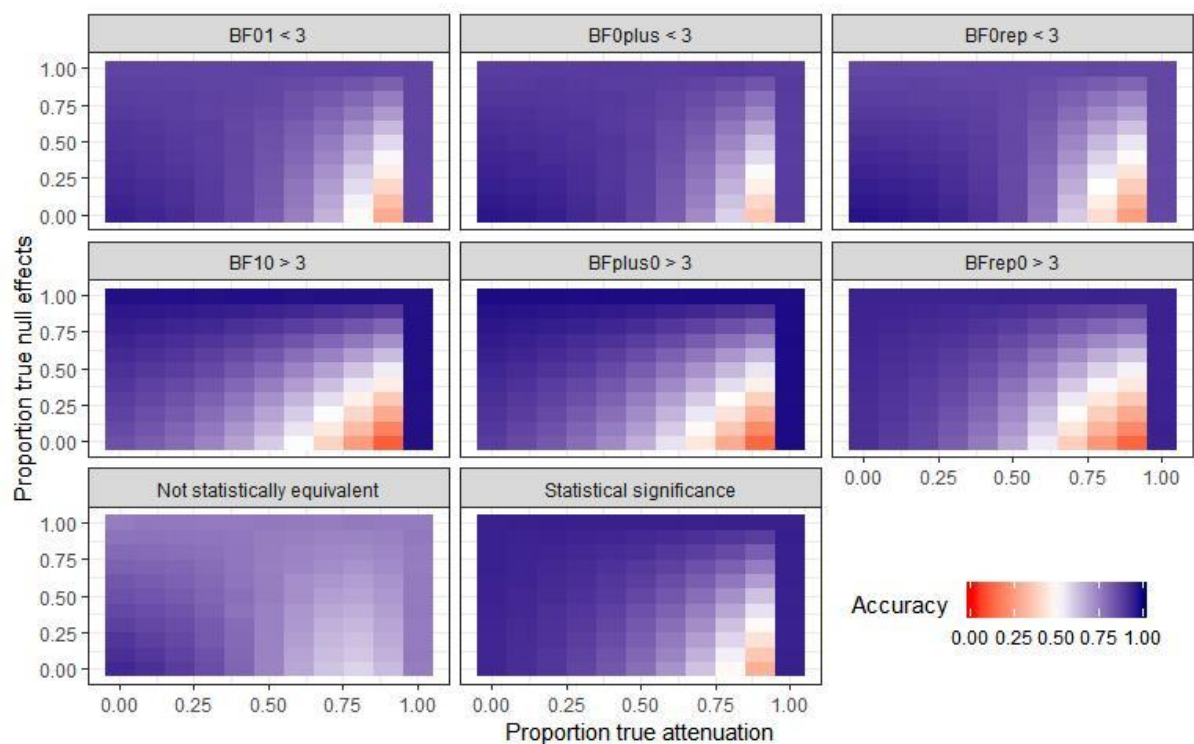 BF01 < 3
BF0plus < 3
BF0rep < 3
1.00
0.75
0.50
0.25
0.00
BF10 > 3
BFplus0 > 3
BFrep0 > 3
1.00
0.75
0.50
0.25
0.00
Proportion true null effects
0.00 0.25 0.50 0.75 1.00
Not statistically equivalent
Statistical significance
1.00
0.75
0.50
0.25
0.00
Accuracy
0.00 0.25 0.50 0.75 1.00
0.00 0.25 0.50 0.75 1.00
0.00 0.25 0.50 0.75 1.00
Proportion true attenuation